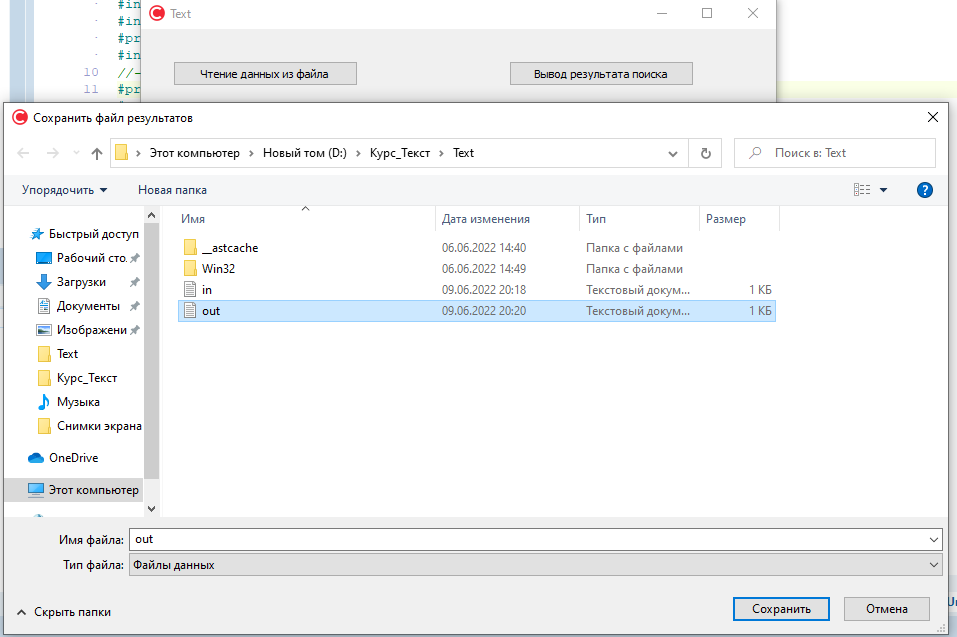 #in
Text
#in
#pr
#in
10 //-
11 #pr
Чтение данных из файла
Вывод результата поиска
Сохранить файл результатов
Этот компьютер › Новый том (D:) › Курс_Текст › Text
Поиск в: Text
Упорядочить
Новая папка
Имя Дата изменения Тип Размер
__astcache 06.06.2022 14:40 Папка с файлами
Win32 06.06.2022 14:49 Папка с файлами
in 09.06.2022 20:18 Текстовый докум... 1 КБ
out 09.06.2022 20:20 Текстовый докум... 1 КБ
Быстрый доступ
Рабочий сто.
Загрузки
Документы
Изображени
Text
Курс_Текст
Музыка
Снимки экрана
OneDrive
Этот компьютер
Имя файла: out
Тип файла: Файлы данных
Скрыть папки
Сохранить
Отмена